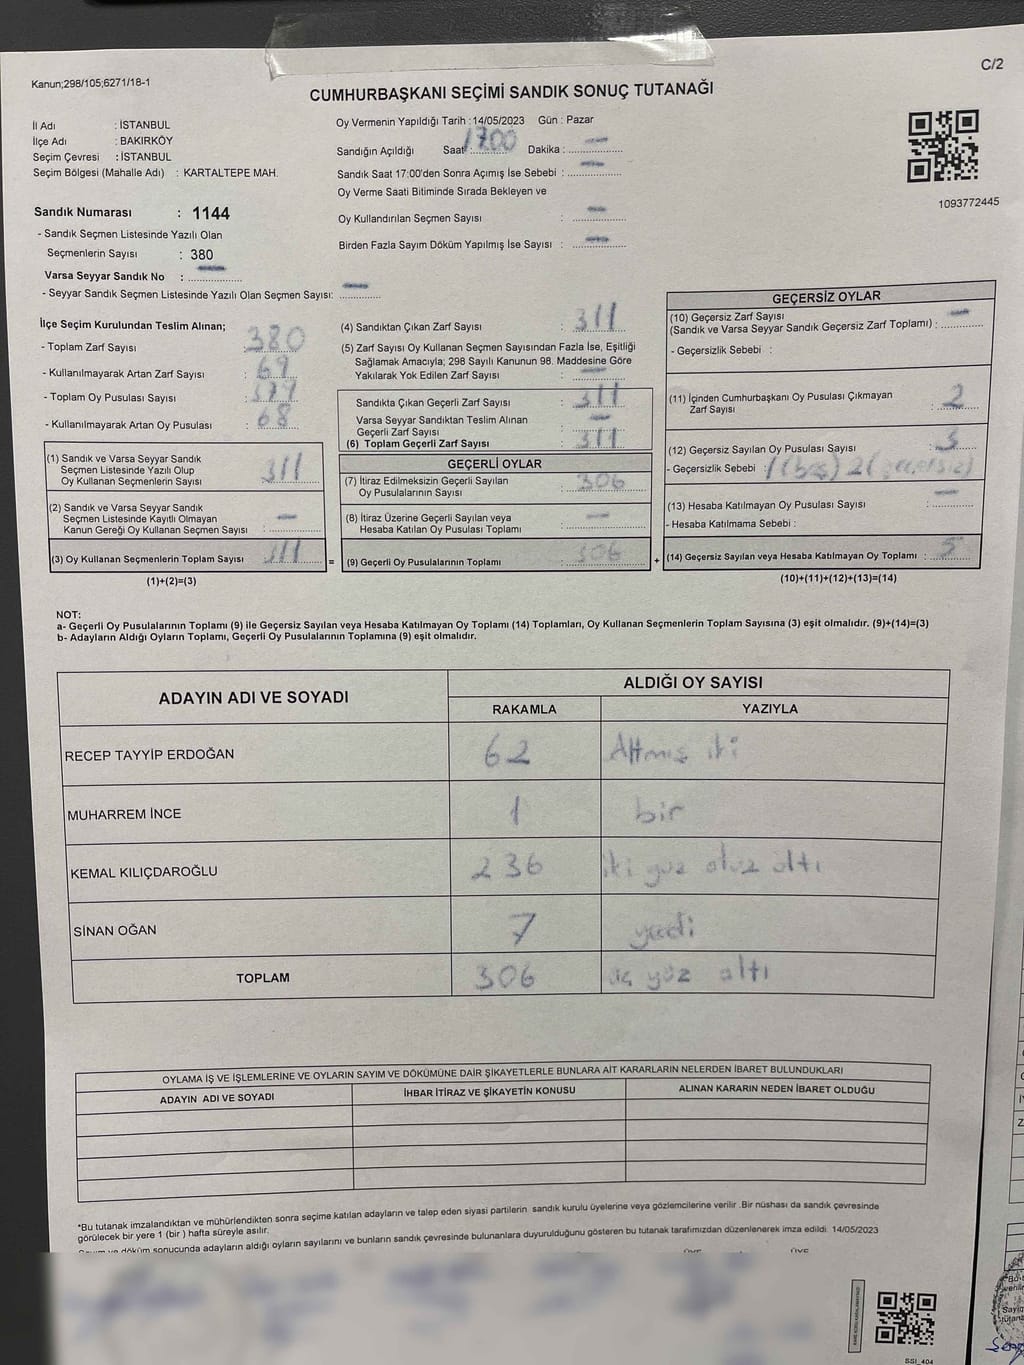 Kanun;298/105;6271/18-1
C/2
CUMHURBAŞKANI SEÇİMİ SANDIK SONUÇ TUTANAĞI
İl Adı : İSTANBUL
İlçe Adı : BAKIRKÖY
Seçim Çevresi : İSTANBUL
Seçim Bölgesi (Mahalle Adı) : KARTALTEPE MAH.
Sandık Numarası : 1144
- Sandık Seçmen Listesinde Yazılı Olan
Seçmenlerin Sayısı : 380
Varsa Seyyar Sandık No : —
- Seyyar Sandık Seçmen Listesinde Yazılı Olan Seçmen Sayısı: —
Oy Vermenin Yapıldığı Tarih :14/05/2023 Gün : Pazar
Sandığın Açıldığı Saat : 17.00 Dakika : —
Sandık Saat 17:00'den Sonra Açımış İse Sebebi : —
Oy Verme Saati Bitiminde Sırada Bekleyen ve
Oy Kullandırılan Seçmen Sayısı : —
Birden Fazla Sayım Döküm Yapılmış İse Sayısı : —
1093772445
İlçe Seçim Kurulundan Teslim Alınan;
- Toplam Zarf Sayısı : 380
- Kullanılmayarak Artan Zarf Sayısı : 69
- Toplam Oy Pusulası Sayısı : 379
- Kullanılmayarak Artan Oy Pusulası : 68
(1) Sandık ve Varsa Seyyar Sandık
Seçmen Listesinde Yazılı Olup
Oy Kullanan Seçmenlerin Sayısı : 311
(2) Sandık ve Varsa Seyyar Sandık
Seçmen Listesinde Kayıtlı Olmayan
Kanun Gereği Oy Kullanan Seçmen Sayısı : —
(3) Oy Kullanan Seçmenlerin Toplam Sayısı : 311
(1)+(2)=(3)
(4) Sandıktan Çıkan Zarf Sayısı : 311
(5) Zarf Sayısı Oy Kullanan Seçmen Sayısından Fazla İse, Eşitliği
Sağlamak Amacıyla; 298 Sayılı Kanunun 98. Maddesine Göre
Yakılarak Yok Edilen Zarf Sayısı : —
Sandıkta Çıkan Geçerli Zarf Sayısı : 311
Varsa Seyyar Sandıktan Teslim Alınan
Geçerli Zarf Sayısı : —
(6) Toplam Geçerli Zarf Sayısı : 311
GEÇERLİ OYLAR
(7) İtiraz Edilmeksizin Geçerli Sayılan
Oy Pusulalarının Sayısı : 306
(8) İtiraz Üzerine Geçerli Sayılan veya
Hesaba Katılan Oy Pusulası Toplamı : —
= (9) Geçerli Oy Pusulalarının Toplamı : 306
GEÇERSİZ OYLAR
(10) Geçersiz Zarf Sayısı
(Sandık ve Varsa Seyyar Sandık Geçersiz Zarf Toplamı) : —
- Geçersizlik Sebebi :
(11) İçinden Cumhurbaşkanı Oy Pusulası Çıkmayan
Zarf Sayısı : 2
(12) Geçersiz Sayılan Oy Pusulası Sayısı : 3
- Geçersizlik Sebebi : 1(boş) 2(geçersiz)
(13) Hesaba Katılmayan Oy Pusulası Sayısı : —
- Hesaba Katılmama Sebebi :
+ (14) Geçersiz Sayılan veya Hesaba Katılmayan Oy Toplamı : 5
(10)+(11)+(12)+(13)=(14)
NOT:
a- Geçerli Oy Pusulalarının Toplamı (9) ile Geçersiz Sayılan veya Hesaba Katılmayan Oy Toplamı (14) Toplamları, Oy Kullanan Seçmenlerin Toplam Sayısına (3) eşit olmalıdır. (9)+(14)=(3)
b- Adayların Aldığı Oyların Toplamı, Geçerli Oy Pusulalarının Toplamına (9) eşit olmalıdır.
ADAYIN ADI VE SOYADI
ALDIĞI OY SAYISI
RAKAMLA YAZIYLA
RECEP TAYYİP ERDOĞAN 62 Altmış iki
MUHARREM İNCE 1 bir
KEMAL KILIÇDAROĞLU 236 iki yüz otuz altı
SİNAN OĞAN 7 yedi
TOPLAM 306 üç yüz altı
OYLAMA İŞ VE İŞLEMLERİNE VE OYLARIN SAYIM VE DÖKÜMÜNE DAİR ŞİKAYETLERLE BUNLARA AİT KARARLARIN NELERDEN İBARET BULUNDUKLARI
ADAYIN ADI VE SOYADI İHBAR İTİRAZ VE ŞİKAYETİN KONUSU ALINAN KARARIN NEDEN İBARET OLDUĞU
*Bu tutanak imzalandıktan ve mühürlendikten sonra seçime katılan adayların ve talep eden siyasi partilerin sandık kurulu üyelerine veya gözlemcilerine verilir .Bir nüshası da sandık çevresinde
görülecek bir yere 1 (bir ) hafta süreyle asılır.
Sayım ve döküm sonucunda adayların aldığı oyların sayılarını ve bunların sandık çevresinde bulunanlara duyurulduğunu gösteren bu tutanak tarafımızdan düzenlenerek imza edildi. 14/05/2023
ÜYE ÜYE
SSI_404